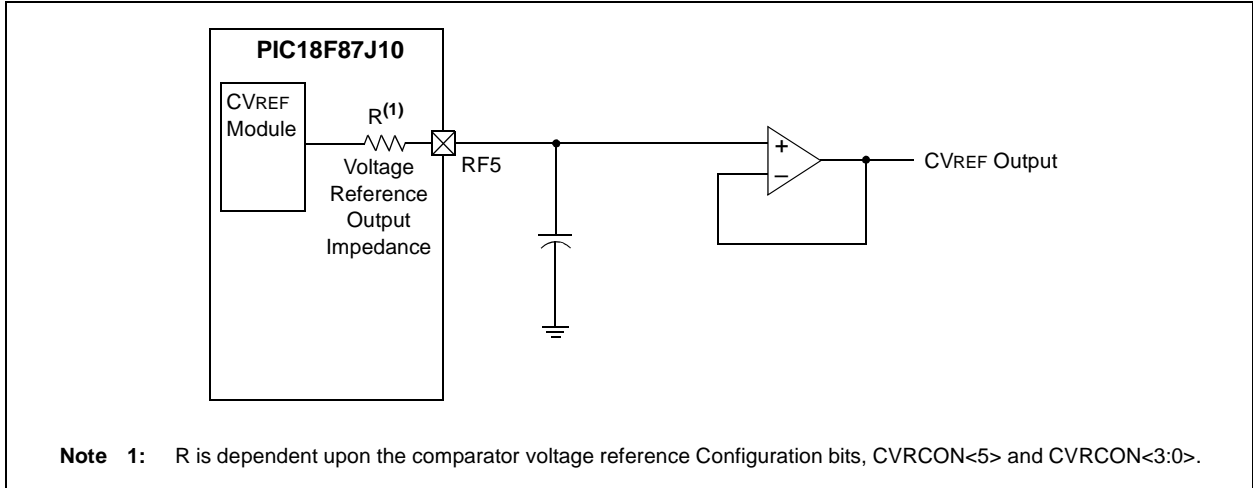 PIC18F87J10
CVREF
Module
R(1)
Voltage
Reference
Output
Impedance
RF5
+
–
CVREF Output
Note 1: R is dependent upon the comparator voltage reference Configuration bits, CVRCON<5> and CVRCON<3:0>.